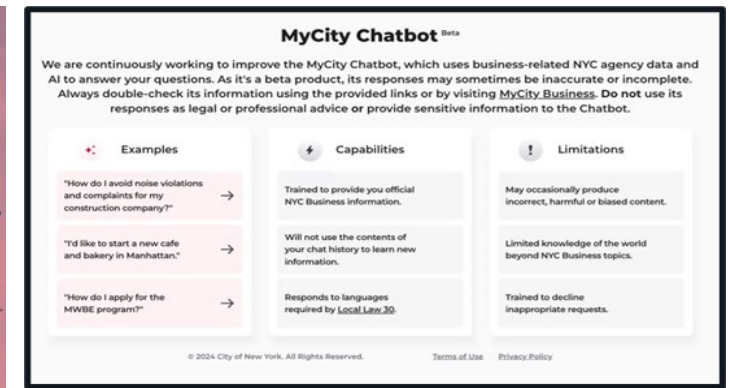 MyCity Chatbot Beta
We are continuously working to improve the MyCity Chatbot, which uses business-related NYC agency data and
AI to answer your questions. As it's a beta product, its responses may sometimes be inaccurate or incomplete.
Always double-check its information using the provided links or by visiting MyCity Business. Do not use its
responses as legal or professional advice or provide sensitive information to the Chatbot.
Examples
"How do I avoid noise violations
and complaints for my
construction company?"
"I'd like to start a new cafe
and bakery in Manhattan."
"How do I apply for the
MWBE program?"
Capabilities
Trained to provide you official
NYC Business information.
Will not use the contents of
your chat history to learn new
information.
Responds to languages
required by Local Law 30.
Limitations
May occasionally produce
incorrect, harmful or biased content.
Limited knowledge of the world
beyond NYC Business topics.
Trained to decline
inappropriate requests.
© 2024 City of New York. All Rights Reserved.
Terms of Use
Privacy Policy